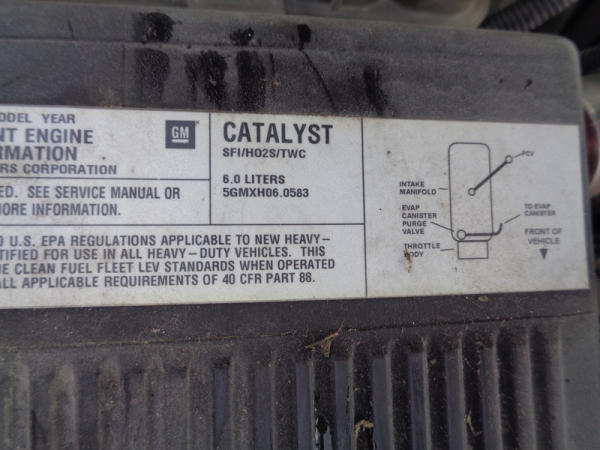 MODEL YEAR
NT ENGINE
RMATION
RS CORPORATION
ED. SEE SERVICE MANUAL OR
MORE INFORMATION.
GM
CATALYST
SFI/HO2S/TWC
6.0 LITERS
5GMXH06.0583
O U.S. EPA REGULATIONS APPLICABLE TO NEW HEAVY-
TIFIED FOR USE IN ALL HEAVY-DUTY VEHICLES. THIS
HE CLEAN FUEL FLEET LEV STANDARDS WHEN OPERATED
ALL APPLICABLE REQUIREMENTS OF 40 CFR PART 88.
PCV
INTAKE
MANIFOLD
EVAP
CANISTER
PURGE
VALVE
THROTTLE
BODY
TO EVAP
CANISTER
FRONT OF
VEHICLE